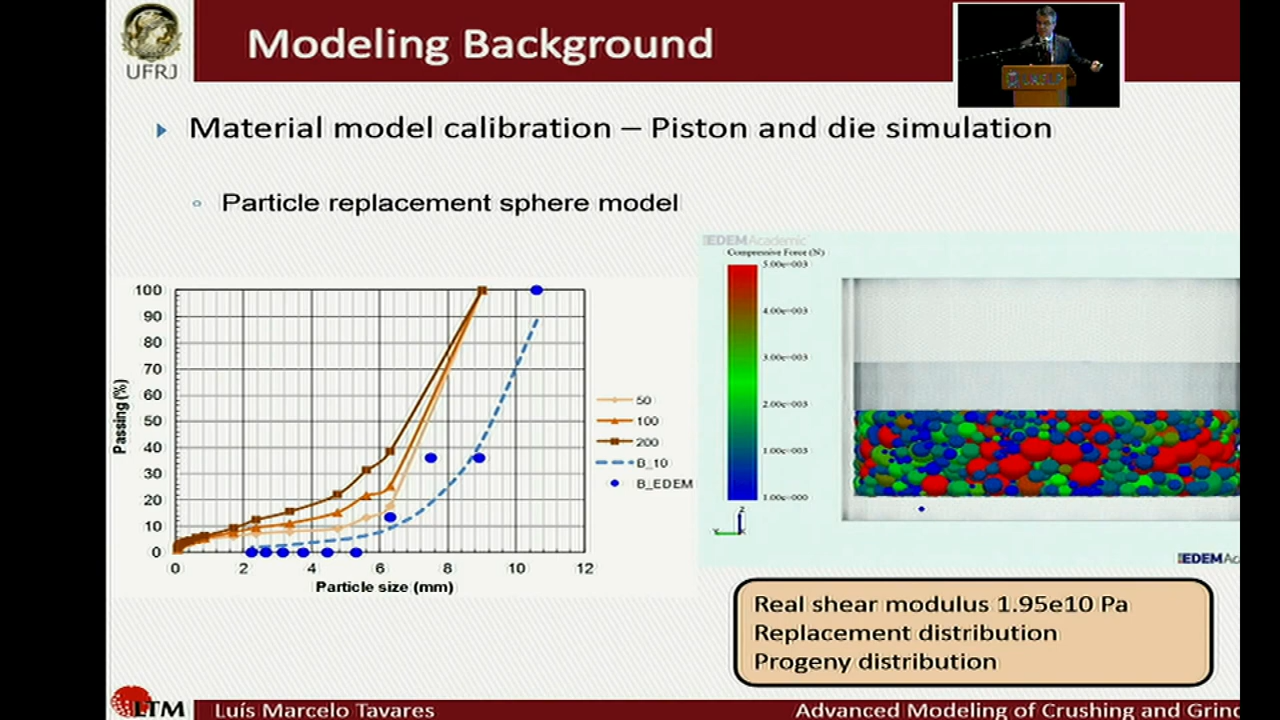 UFRJ
Modeling Background
Material model calibration – Piston and die simulation
Particle replacement sphere model
EDEM Academic
Compressive Force (N)
5.00e+003
4.00e+003
3.00e+003
2.00e+003
1.00e+003
1.00e+000
Z
Y
X
EDEM Ac
100
90
80
70
60
50
40
30
20
10
0
0 2 4 6 8 10 12
Passing (%)
Particle size (mm)
50
100
200
B_10
B_EDEM
Real shear modulus 1.95e10 Pa
Replacement distribution
Progeny distribution
LTM
Luís Marcelo Tavares
Advanced Modeling of Crushing and Grind